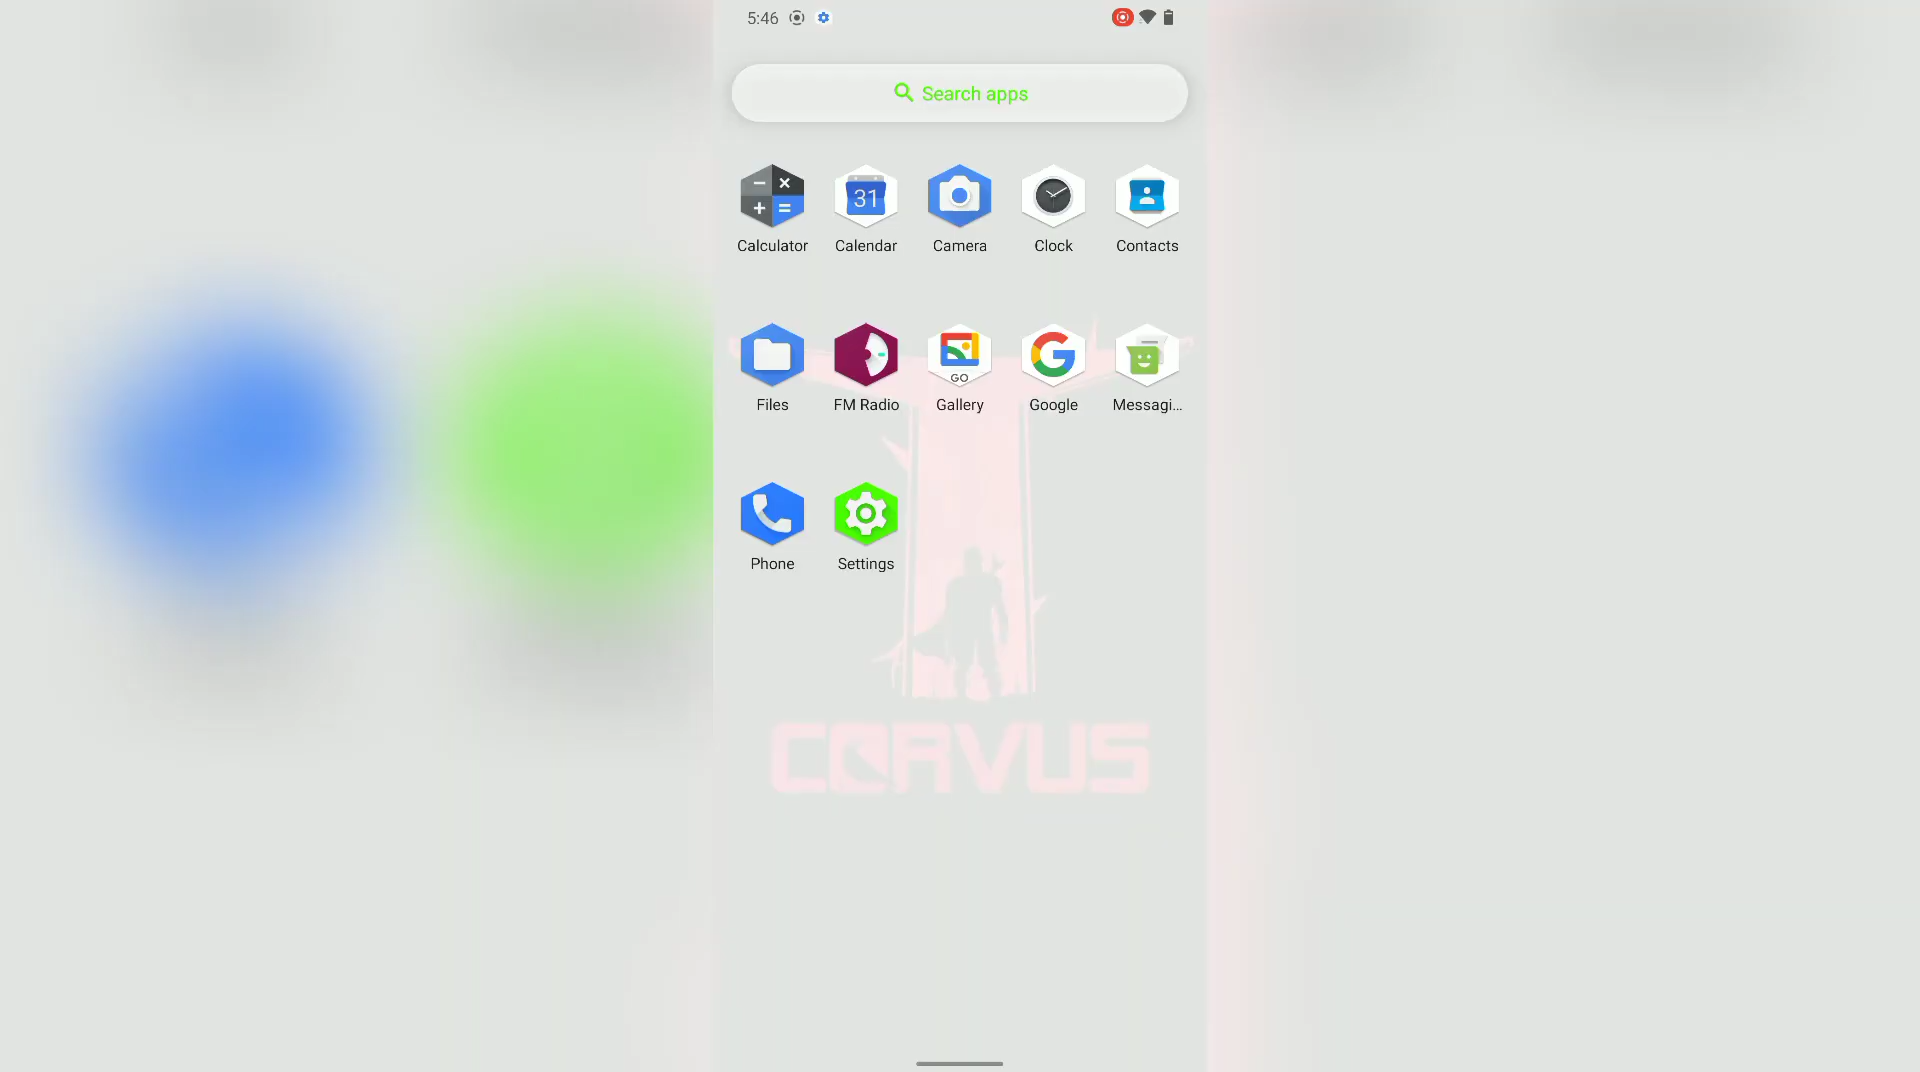 5:46
Search apps
Calculator
Calendar
Camera
Clock
Contacts
31
Files
FM Radio
Gallery
Google
Messagi...
GO
Phone
Settings
CORVUS